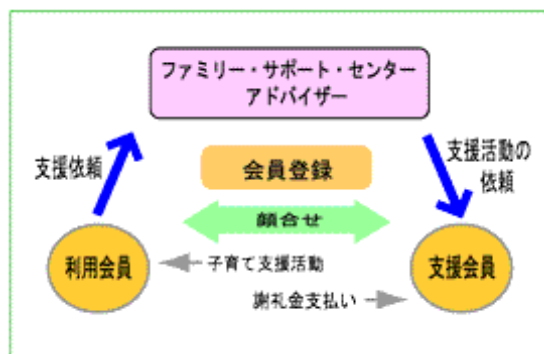 ファミリー・サポート・センター
アドバイザー
支援依頼
会員登録
支援活動の
依頼
顔合せ
利用会員
子育て支援活動
支援会員
謝礼金支払い